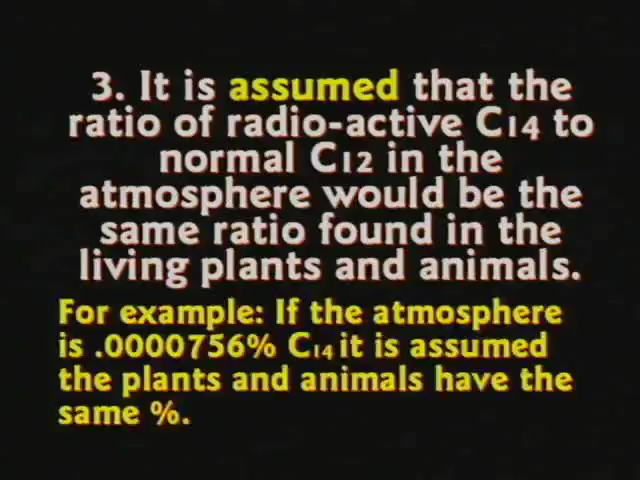 3. It is assumed that the
ratio of radio-active C14 to
normal C12 in the
atmosphere would be the
same ratio found in the
living plants and animals.
For example: If the atmosphere
is .0000756% C14 it is assumed
the plants and animals have the
same %.